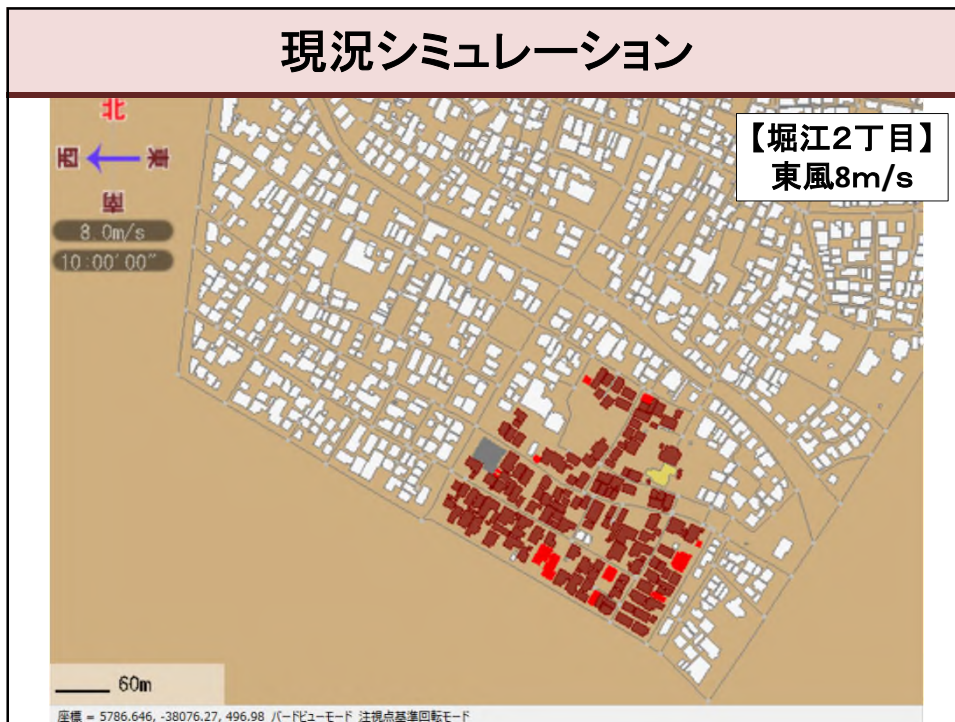 現況シミュレーション
北
【堀江2丁目】
東風8m/s
西
東
南
8.0m/s
10:00'00"
60m
座標 = 5786.646, -38076.27, 496.98 バードビューモード 注視点基準回転モード